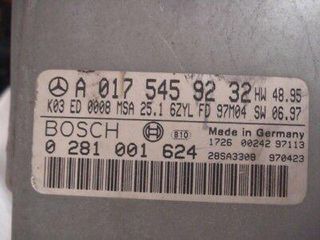 A 017 545 92 32 HW 48.95
K03 ED 0008 MSA 25.1 6ZYL FD 97M04 SW 06.97
BOSCH 810 Made in Germany
1726 00242 97113
0 281 001 624 28SA3308 970423